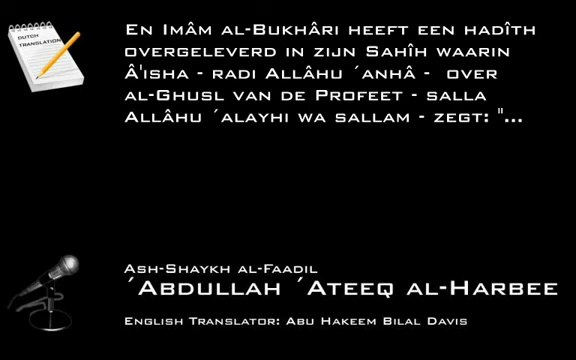 DUTCH
TRANSLATION
En Imâm al-Bukhâri heeft een hadîth
overgeleverd in zijn Sahîh waarin
Â'isha - radi Allâhu ´anhâ - over
al-Ghusl van de Profeet - salla
Allâhu ´alayhi wa sallam - zegt: "...
Ash-Shaykh al-Faadil
´Abdullah ´Ateeq al-Harbee
English Translator: Abu Hakeem Bilal Davis